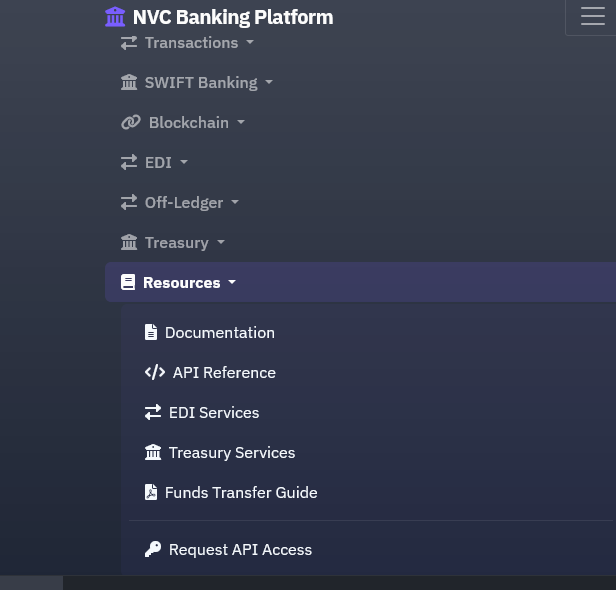 NVC Banking Platform
Transactions
SWIFT Banking
Blockchain
EDI
Off-Ledger
Treasury
Resources
Documentation
API Reference
EDI Services
Treasury Services
Funds Transfer Guide
Request API Access